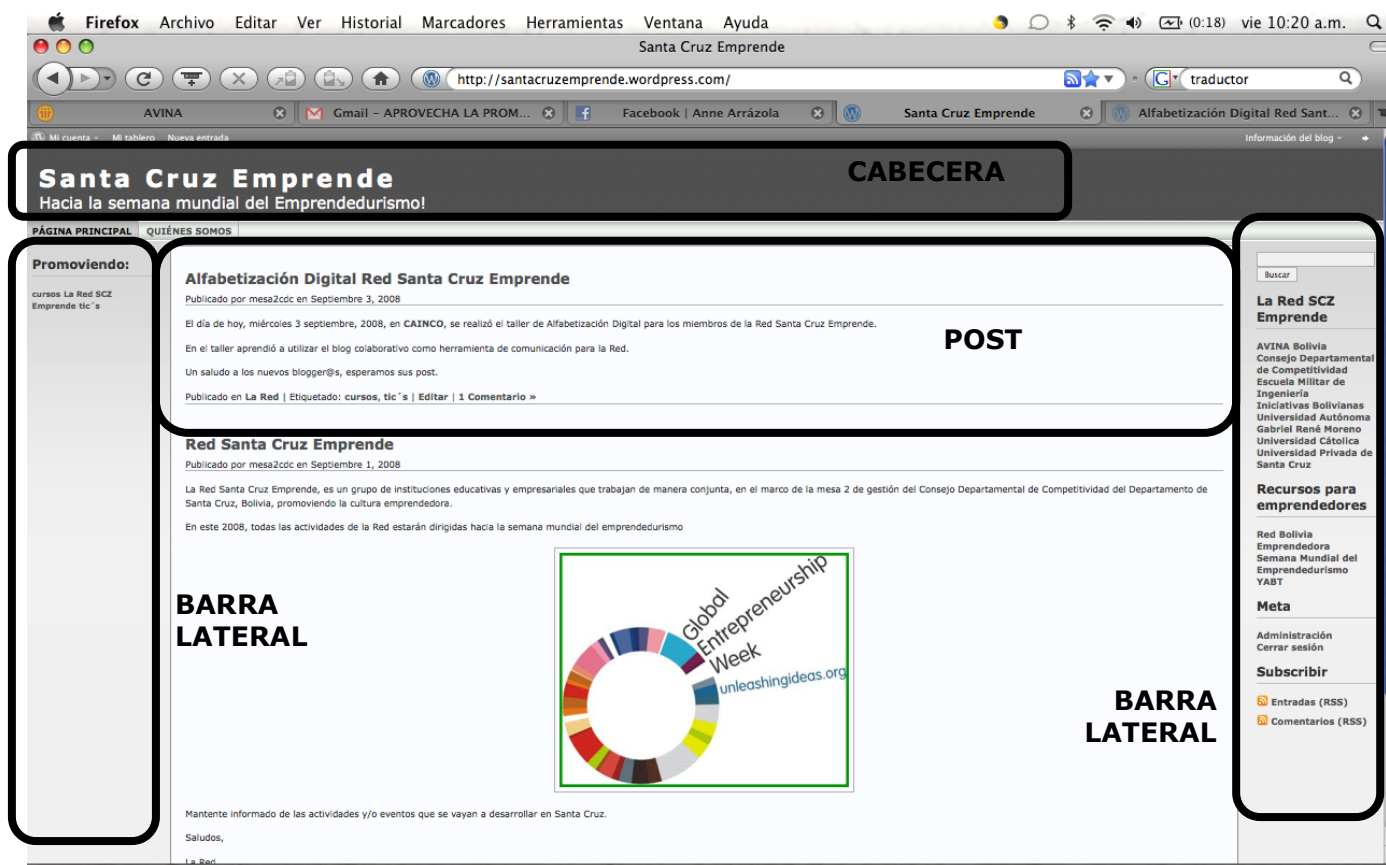 Firefox Archivo Editar Ver Historial Marcadores Herramientas Ventana Ayuda (0:18) vie 10:20 a.m.
Santa Cruz Emprende
http://santacruzemprende.wordpress.com/ traductor
AVINA Gmail – APROVECHA LA PROM... Facebook | Anne Arrázola Santa Cruz Emprende Alfabetización Digital Red Sant...
Mi cuenta Mi tablero Nueva entrada Información del blog
CABECERA
Santa Cruz Emprende
Hacia la semana mundial del Emprendedurismo!
PÁGINA PRINCIPAL QUIÉNES SOMOS
Promoviendo:
cursos La Red SCZ
Emprende tic´s
Alfabetización Digital Red Santa Cruz Emprende
Publicado por mesa2cdc en Septiembre 3, 2008
El día de hoy, miércoles 3 septiembre, 2008, en CAINCO, se realizó el taller de Alfabetización Digital para los miembros de la Red Santa Cruz Emprende.
POST
En el taller aprendió a utilizar el blog colaborativo como herramienta de comunicación para la Red.
Un saludo a los nuevos blogger@s, esperamos sus post.
Publicado en La Red | Etiquetado: cursos, tic´s | Editar | 1 Comentario »
Red Santa Cruz Emprende
Publicado por mesa2cdc en Septiembre 1, 2008
La Red Santa Cruz Emprende, es un grupo de instituciones educativas y empresariales que trabajan de manera conjunta, en el marco de la mesa 2 de gestión del Consejo Departamental de Competitividad del Departamento de
Santa Cruz, Bolivia, promoviendo la cultura emprendedora.
En este 2008, todas las actividades de la Red estarán dirigidas hacia la semana mundial del emprendedurismo
Global
Entrepreneurship
Week
unleashingideas.org
BARRA
LATERAL
Mantente informado de las actividades y/o eventos que se vayan a desarrollar en Santa Cruz.
Saludos,
La Red
BARRA
LATERAL
Buscar
La Red SCZ
Emprende
AVINA Bolivia
Consejo Departamental
de Competitividad
Escuela Militar de
Ingeniería
Iniciativas Bolivianas
Universidad Autónoma
Gabriel René Moreno
Universidad Cátolica
Universidad Privada de
Santa Cruz
Recursos para
emprendedores
Red Bolivia
Emprendedora
Semana Mundial del
Emprendedurismo
YABT
Meta
Administración
Cerrar sesión
Subscribir
Entradas (RSS)
Comentarios (RSS)